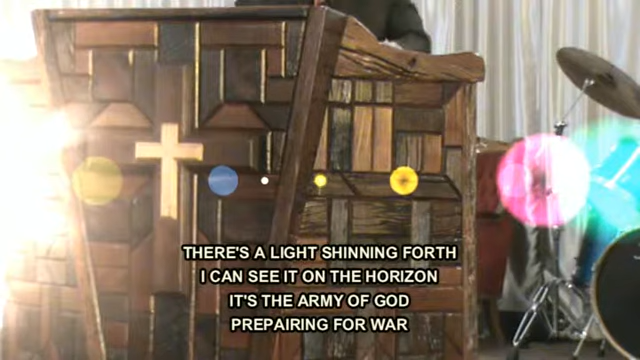 THERE'S A LIGHT SHINNING FORTH
I CAN SEE IT ON THE HORIZON
IT'S THE ARMY OF GOD
PREPAIRING FOR WAR